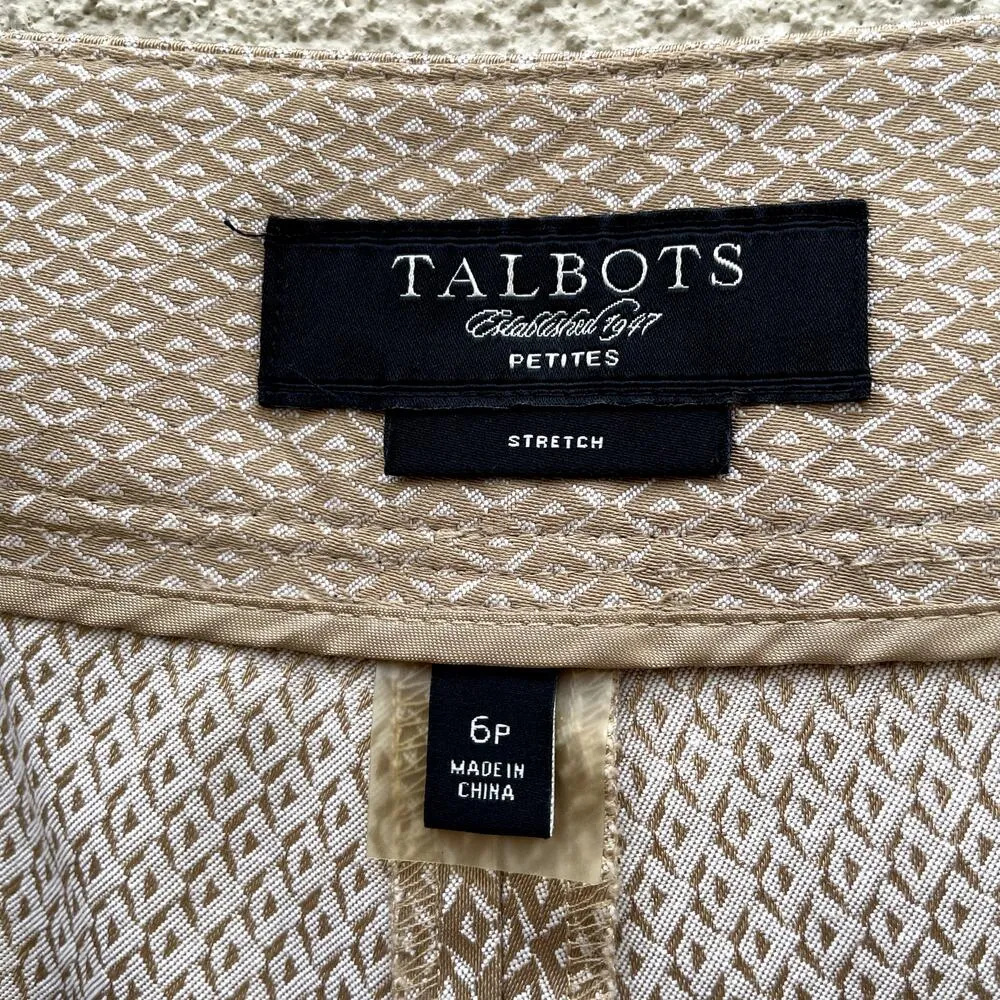 TALBOTS
Established 1947
PETITES
STRETCH
6P
MADE IN
CHINA